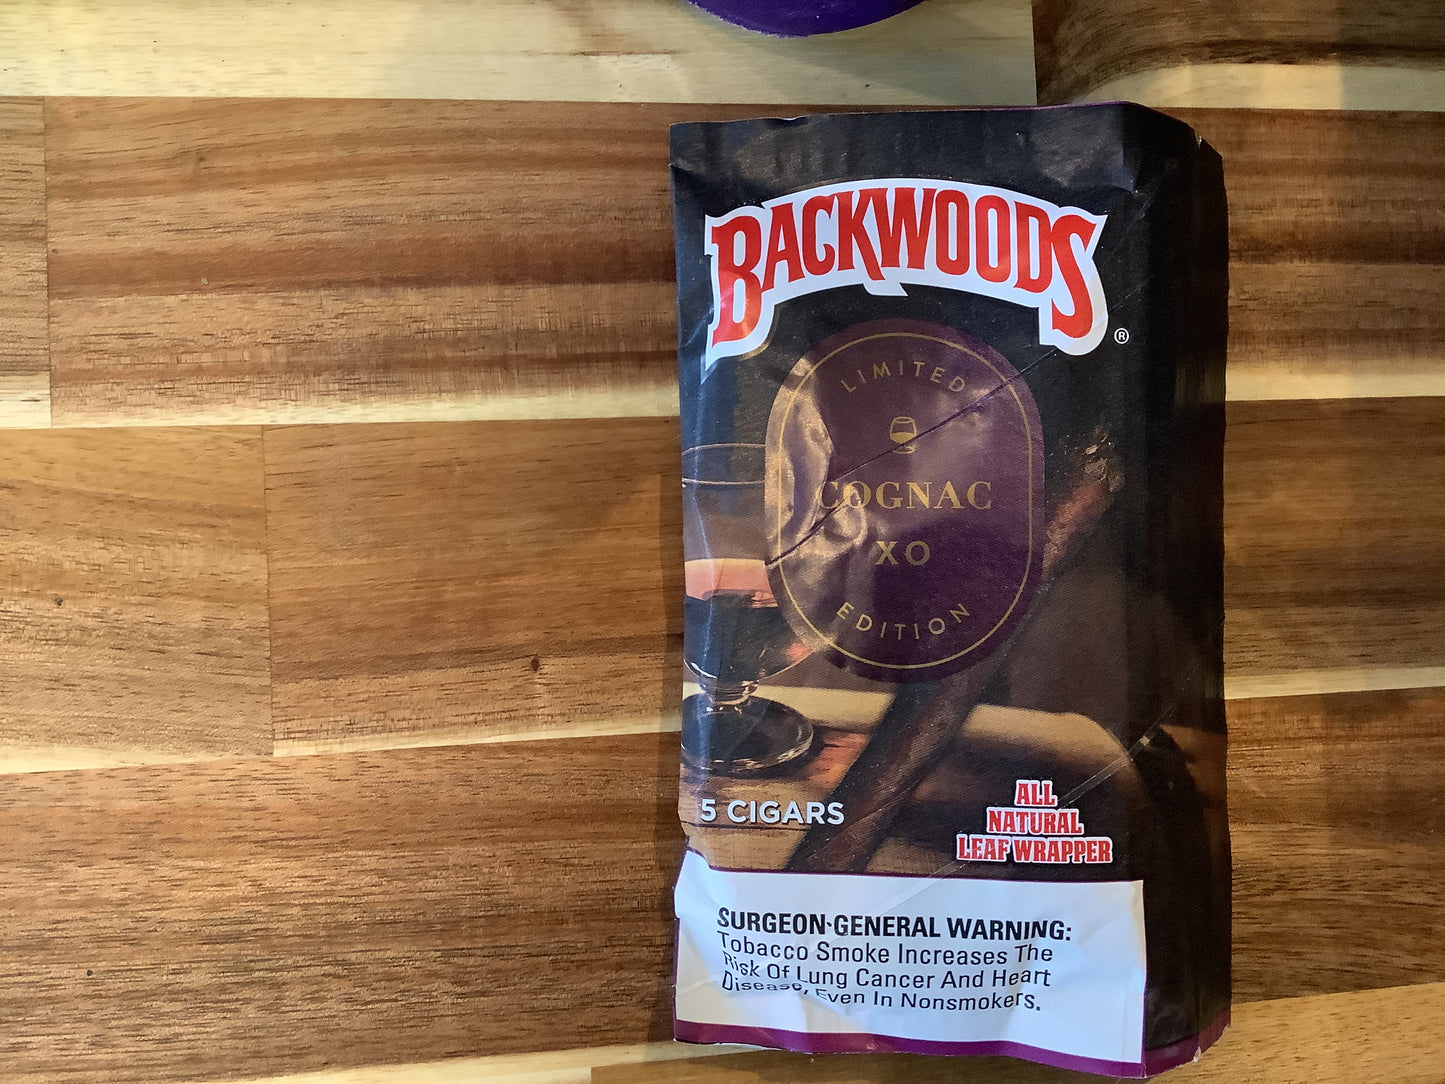 BACKWOODS®
LIMITED
COGNAC
XO
EDITION
5 CIGARS
ALL
NATURAL
LEAF WRAPPER
SURGEON GENERAL WARNING:
Tobacco Smoke Increases The
Risk Of Lung Cancer And Heart
Disease, Even In Nonsmokers.